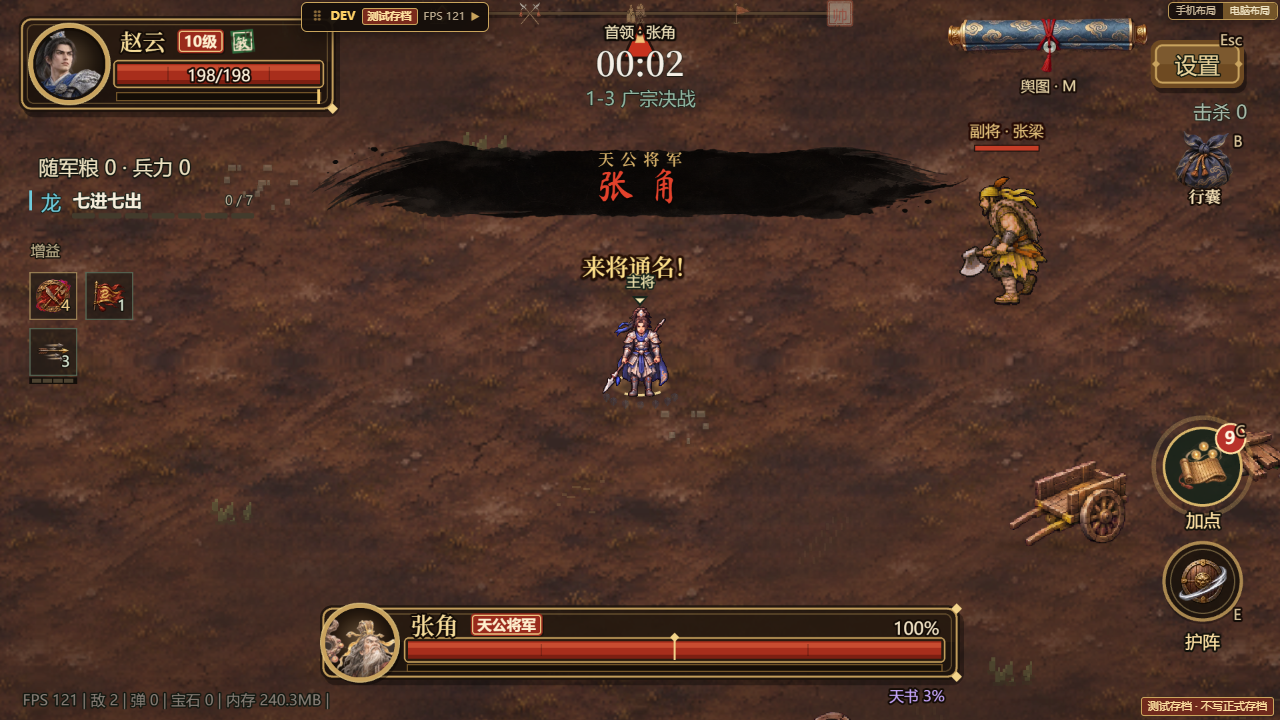 DEV 测试存档 FPS 121 ▶
手机布局 电脑布局
赵云 10级
198/198
首领：张角
00:02
1-3 广宗决战
舆图 · M
Esc
设置
击杀 0
B
行囊
随军粮 0 · 兵力 0
龙 七进七出 0 / 7
天公将军
张角
副将 · 张梁
增益
4
1
3
来将通名！
主将
9
C
加点
E
护阵
张角 天公将军 100%
天书 3%
FPS 121 | 敌 2 | 弹 0 | 宝石 0 | 内存 240.3MB |
测试存档 · 不写正式存档